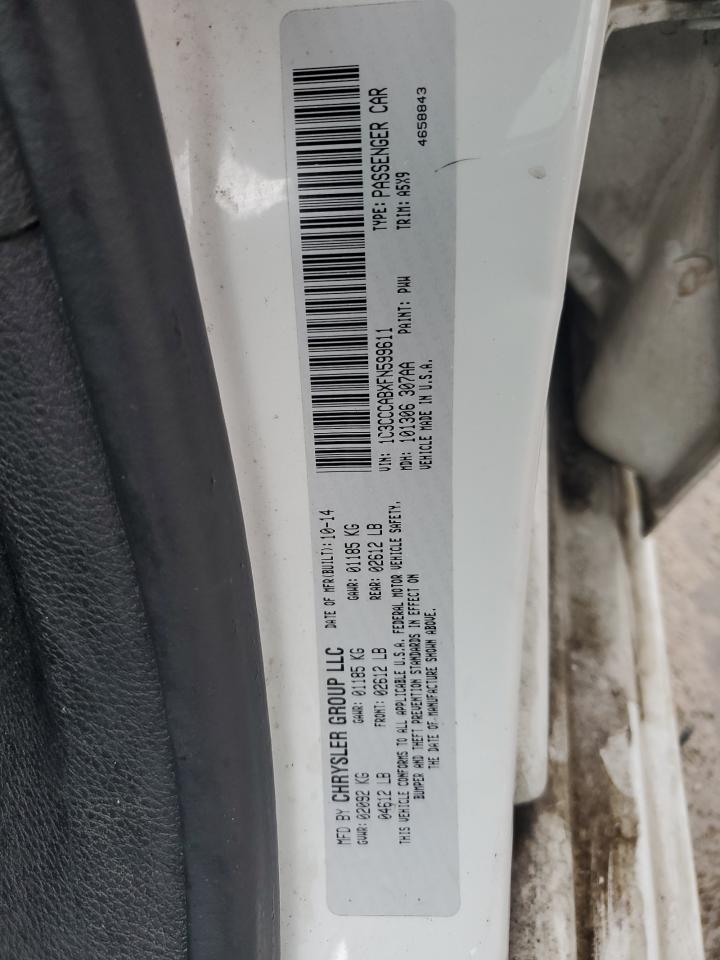 MFD BY CHRYSLER GROUP LLC DATE OF MFR(BUILT): 10-14
GVWR: 02092 KG GAWR: 01185 KG GAWR: 01185 KG
04612 LB FRONT: 02612 LB REAR: 02612 LB
THIS VEHICLE CONFORMS TO ALL APPLICABLE U.S.A. FEDERAL MOTOR VEHICLE SAFETY,
BUMPER AND THEFT PREVENTION STANDARDS IN EFFECT ON
THE DATE OF MANUFACTURE SHOWN ABOVE.
VIN: 1C3CCCABXFN599611 TYPE: PASSENGER CAR
MDH: 101306 307AA PAINT: PWW TRIM: A5X9
VEHICLE MADE IN U.S.A. 4658843